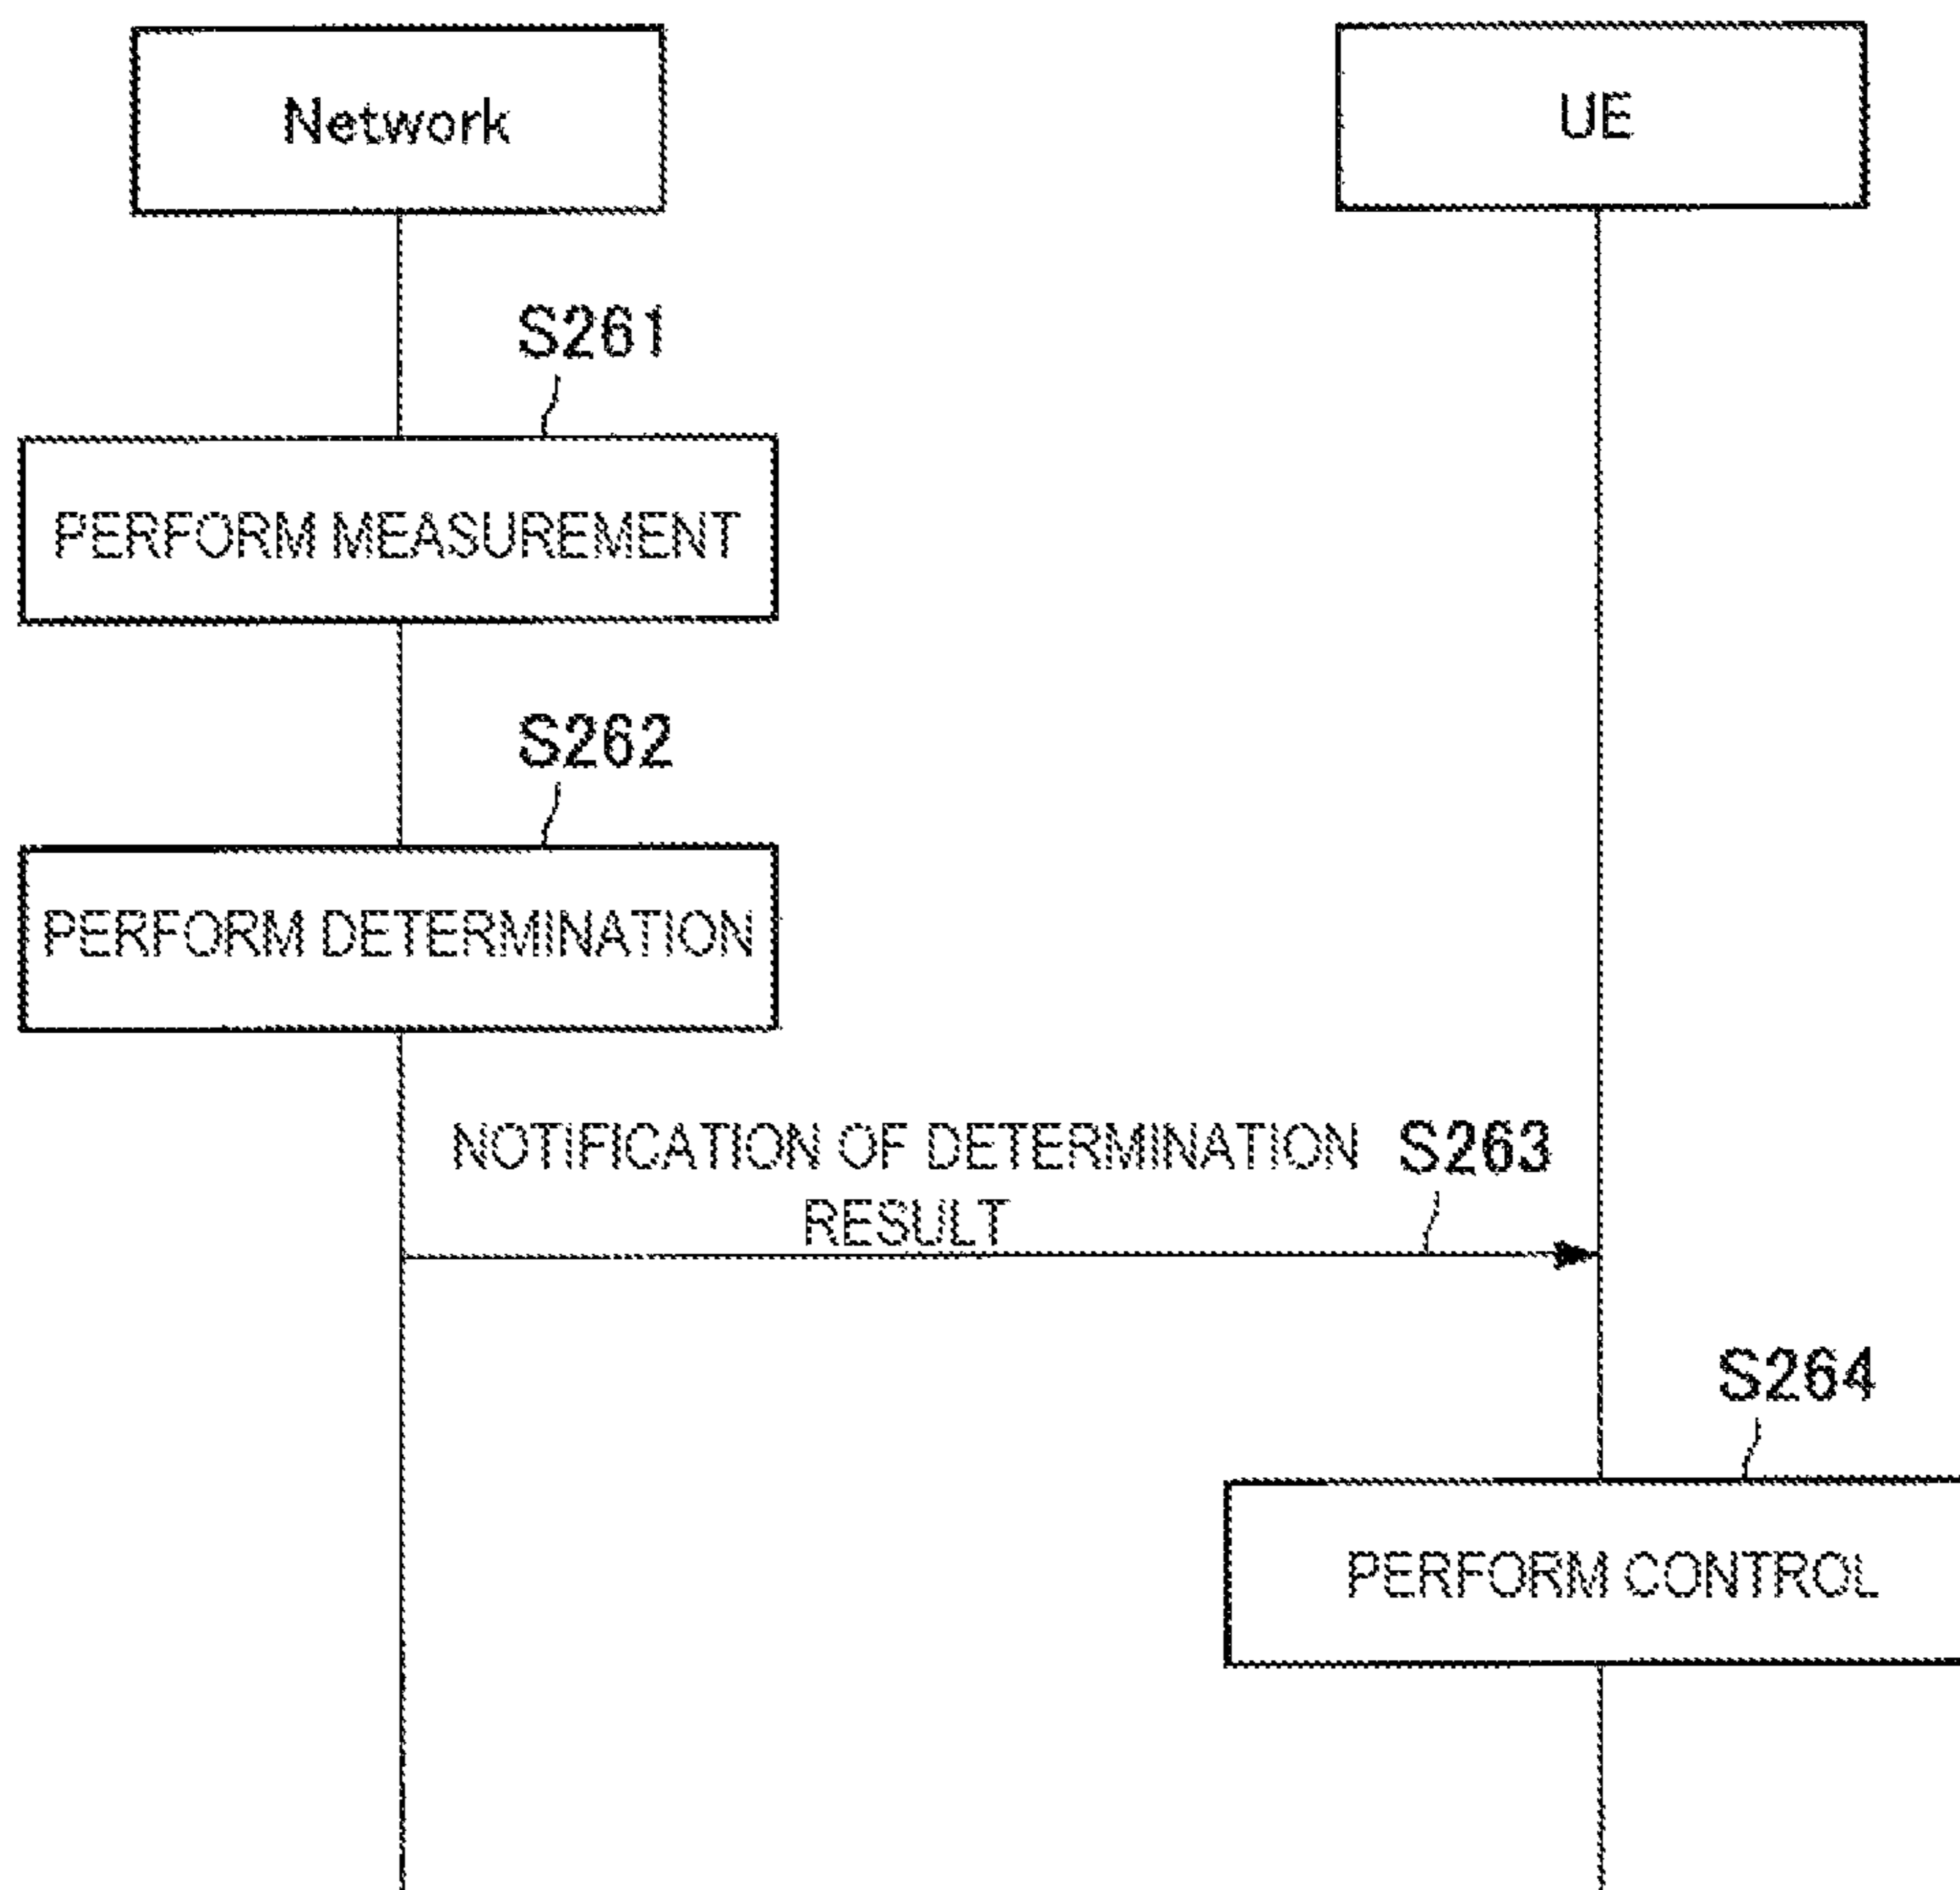 Network
UE
S261
PERFORM MEASUREMENT
S262
PERFORM DETERMINATION
NOTIFICATION OF DETERMINATION
RESULT
S263
S264
PERFORM CONTROL